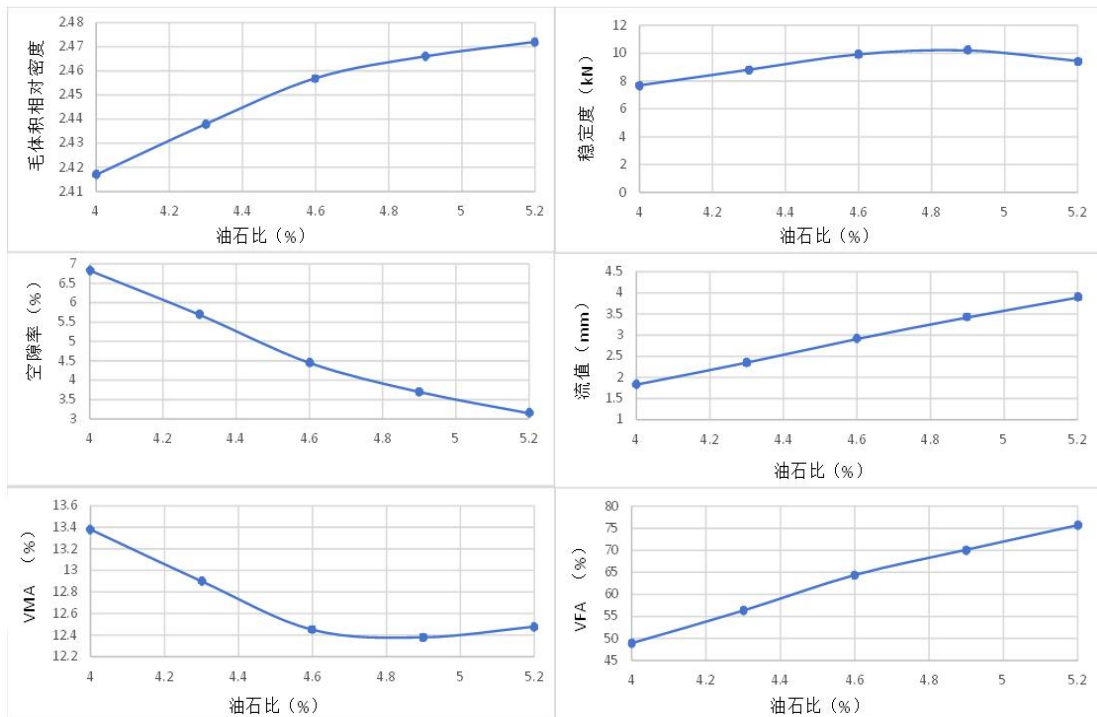 毛体积相对密度
2.48
2.47
2.46
2.45
2.44
2.43
2.42
2.41
4 4.2 4.4 4.6 4.8 5 5.2
油石比（%）
稳定度（kN）
12
10
8
6
4
2
0
4 4.2 4.4 4.6 4.8 5 5.2
油石比（%）
空隙率（%）
7
6.5
6
5.5
5
4.5
4
3.5
3
4 4.2 4.4 4.6 4.8 5 5.2
油石比（%）
流值（mm）
4.5
4
3.5
3
2.5
2
1.5
1
4 4.2 4.4 4.6 4.8 5 5.2
油石比（%）
VMA （%）
13.6
13.4
13.2
13
12.8
12.6
12.4
12.2
4 4.2 4.4 4.6 4.8 5 5.2
油石比（%）
VFA （%）
80
75
70
65
60
55
50
45
4 4.2 4.4 4.6 4.8 5 5.2
油石比（%）